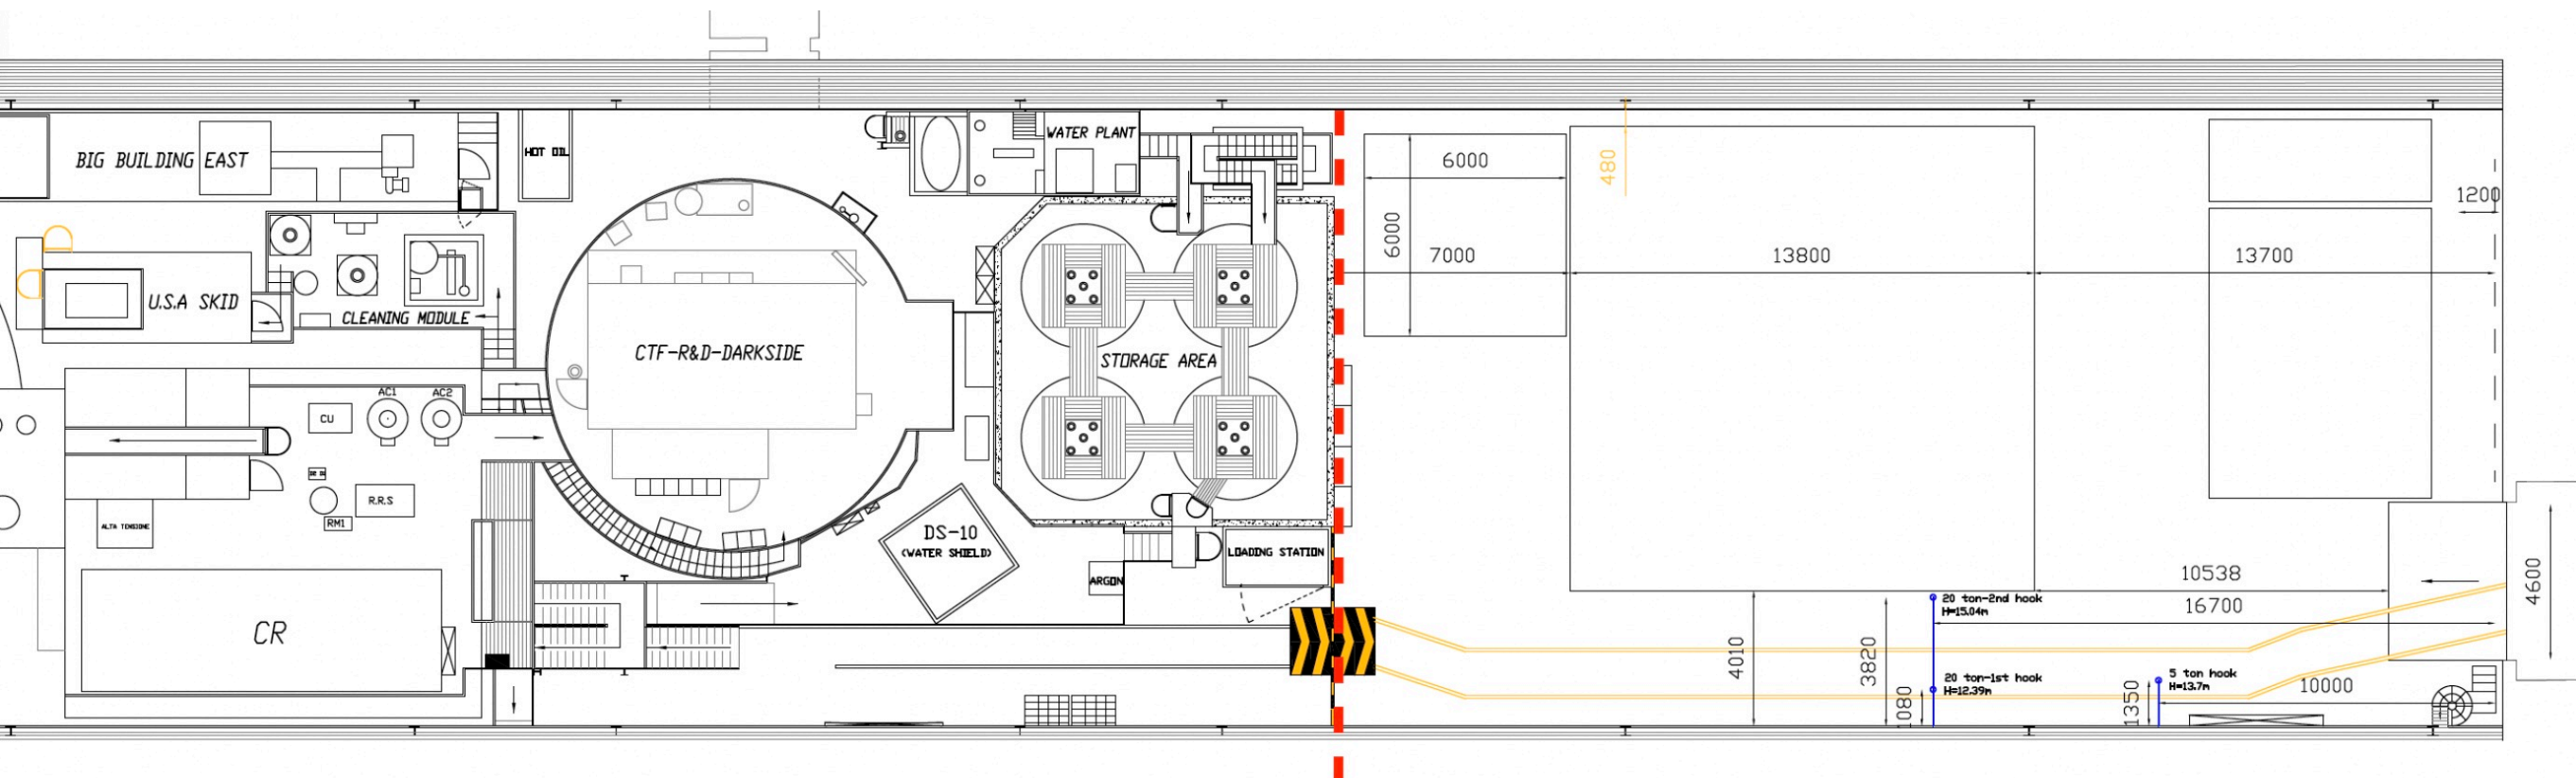 BIG BUILDING EAST
HOT OIL
WATER PLANT
U.S.A SKID
CLEANING MODULE
CTF-R&D-DARKSIDE
STORAGE AREA
AC1
AC2
CU
R.R.S
RM1
ALTA TENSIONE
CR
DS-10
(WATER SHIELD)
ARGON
LOADING STATION
6000
6000
7000
480
13800
13700
1200
10538
16700
4600
20 ton-2nd hook
H=15.04m
4010
3820
20 ton-1st hook
H=12.39m
1080
5 ton hook
H=13.7m
1350
10000